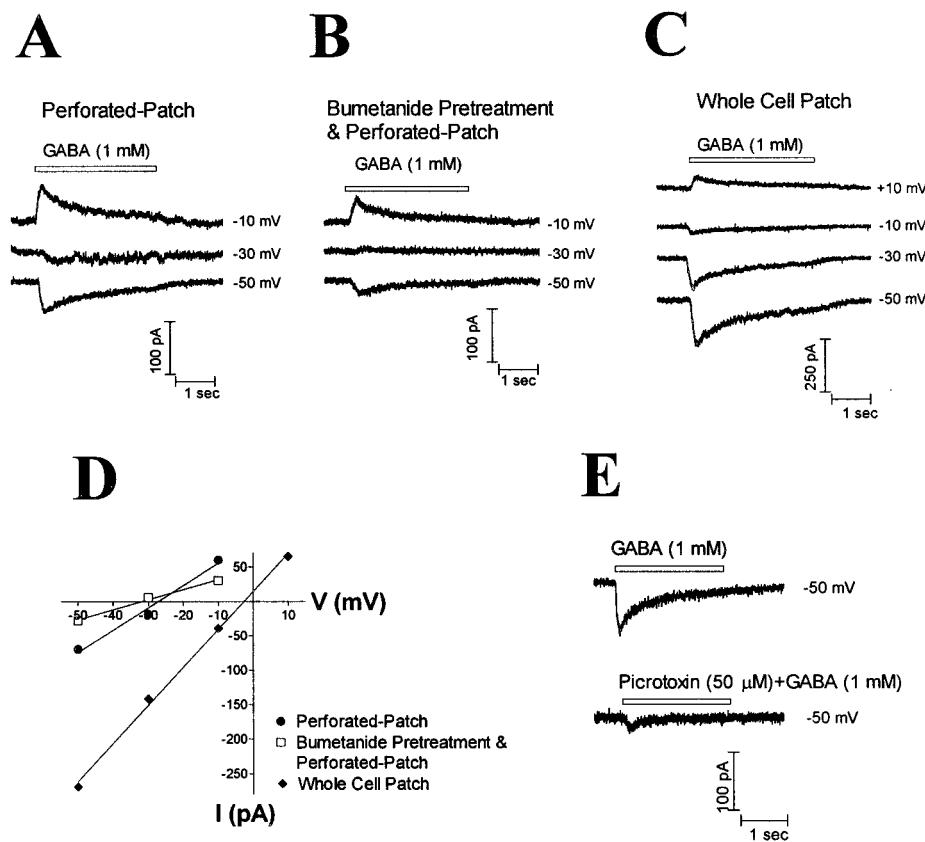 A
B
C
Perforated-Patch
Bumetanide Pretreatment
& Perforated-Patch
Whole Cell Patch
GABA (1 mM)
GABA (1 mM)
GABA (1 mM)
-10 mV
-30 mV
-50 mV
100 pA
1 sec
-10 mV
-30 mV
-50 mV
100 pA
1 sec
+10 mV
-10 mV
-30 mV
-50 mV
250 pA
1 sec
D
E
50
V (mV)
-50 -40 -30 -20 -10 10
-50
-100
-150
-200
-250
I (pA)
Perforated-Patch
Bumetanide Pretreatment &
Perforated-Patch
Whole Cell Patch
GABA (1 mM)
-50 mV
Picrotoxin (50 μM)+GABA (1 mM)
-50 mV
100 pA
1 sec